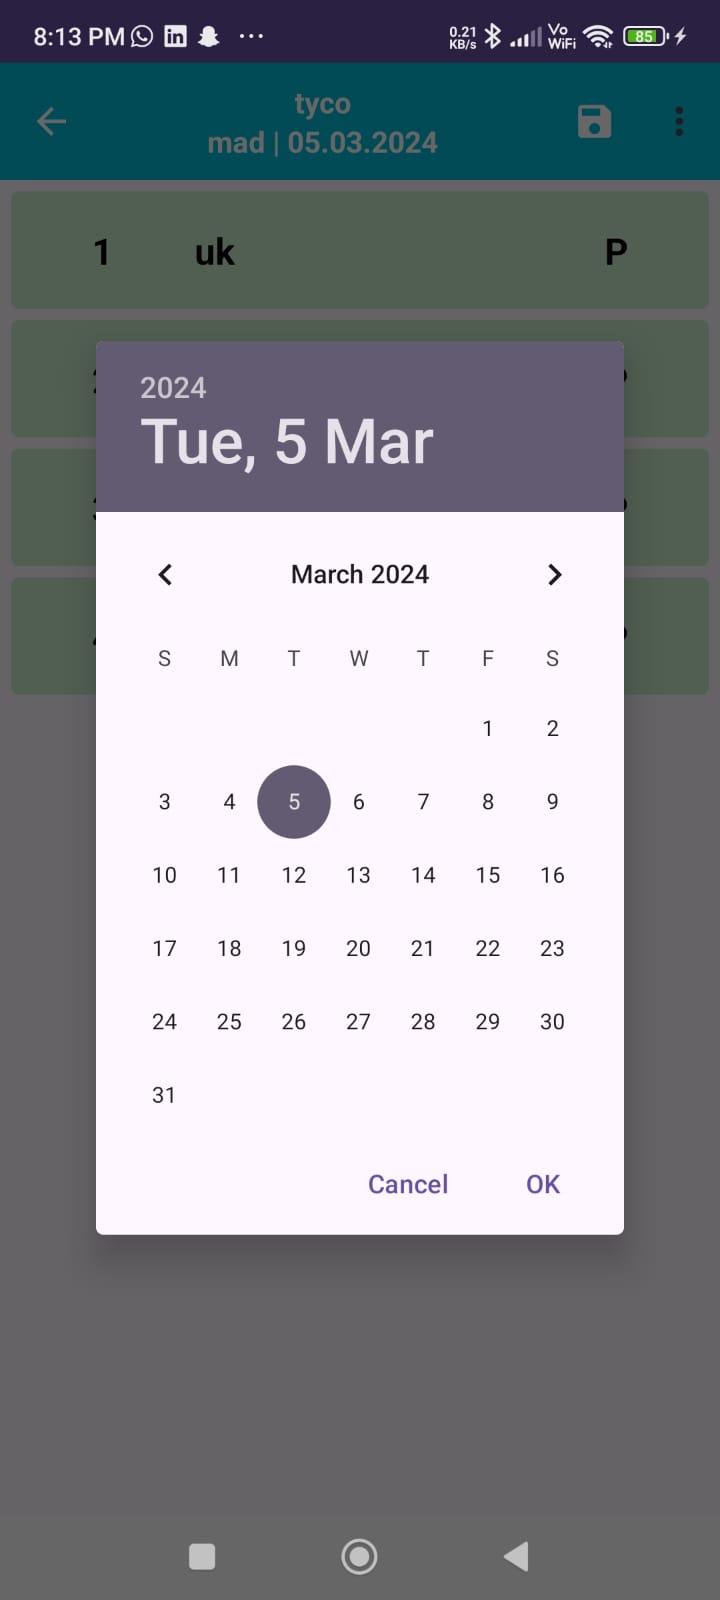 8:13 PM ... 0.21 KB/s Vo WiFi 85
tyco
mad | 05.03.2024
1 uk P
2024
Tue, 5 Mar
March 2024
S M T W T F S
1 2
3 4 5 6 7 8 9
10 11 12 13 14 15 16
17 18 19 20 21 22 23
24 25 26 27 28 29 30
31
Cancel OK